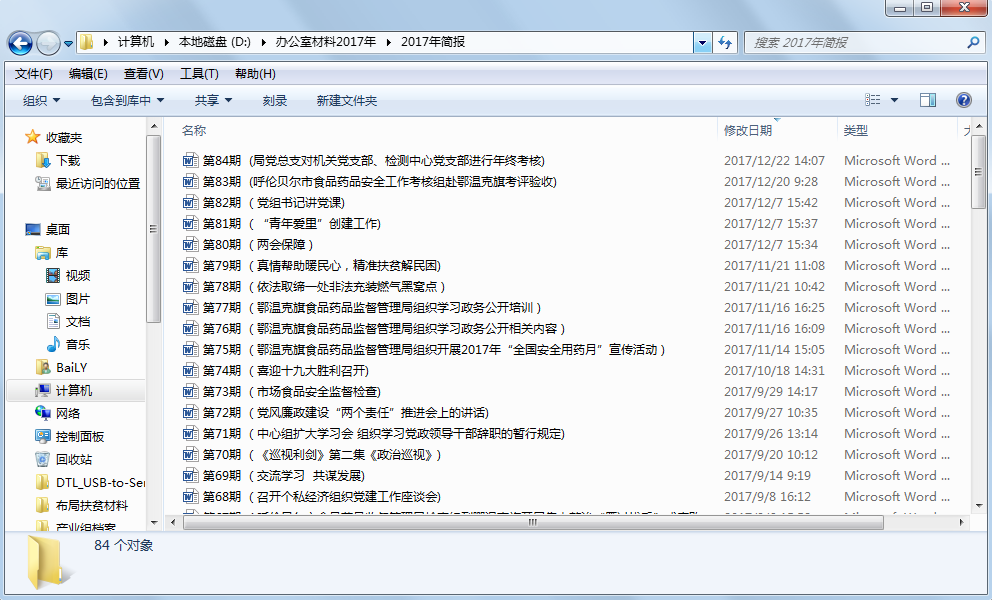 计算机 本地磁盘 (D:) 办公室材料2017年 2017年简报 搜索 2017年简报
文件(F) 编辑(E) 查看(V) 工具(T) 帮助(H)
组织 包含到库中 共享 刻录 新建文件夹
收藏夹
下载
最近访问的位置
桌面
库
视频
图片
文档
音乐
BaiLY
计算机
网络
控制面板
回收站
DTL_USB-to-Ser
布局扶贫材料
产业组档案
名称 修改日期 类型
第84期 (局党总支对机关党支部、检测中心党支部进行年终考核) 2017/12/22 14:07 Microsoft Word ...
第83期 (呼伦贝尔市食品药品安全工作考核组赴鄂温克旗考评验收) 2017/12/20 9:28 Microsoft Word ...
第82期 ( 党组书记讲党课) 2017/12/7 15:42 Microsoft Word ...
第81期 ( “青年爱里”创建工作) 2017/12/7 15:37 Microsoft Word ...
第80期 ( 两会保障 ) 2017/12/7 15:34 Microsoft Word ...
第79期 ( 真情帮助暖民心，精准扶贫解民困) 2017/11/21 11:08 Microsoft Word ...
第78期 ( 依法取缔一处非法充装燃气黑窝点 ) 2017/11/21 10:42 Microsoft Word ...
第77期 ( 鄂温克旗食品药品监督管理局组织学习政务公开培训 ) 2017/11/16 16:25 Microsoft Word ...
第76期 ( 鄂温克旗食品药品监督管理局组织学习政务公开相关内容 ) 2017/11/16 16:09 Microsoft Word ...
第75期 ( 鄂温克旗食品药品监督管理局组织开展2017年“全国安全用药月”宣传活动 ) 2017/11/14 15:05 Microsoft Word ...
第74期 ( 喜迎十九大胜利召开) 2017/10/18 14:31 Microsoft Word ...
第73期 ( 市场食品安全监督检查) 2017/9/29 14:17 Microsoft Word ...
第72期 ( 党风廉政建设“两个责任”推进会上的讲话) 2017/9/27 10:35 Microsoft Word ...
第71期 ( 中心组扩大学习会 组织学习党政领导干部辞职的暂行规定) 2017/9/26 13:14 Microsoft Word ...
第70期 ( 《巡视利剑》第二集《政治巡视》) 2017/9/20 10:12 Microsoft Word ...
第69期 ( 交流学习 共谋发展) 2017/9/14 9:19 Microsoft Word ...
第68期 ( 召开个私经济组织党建工作座谈会) 2017/9/8 16:12 Microsoft Word ...
84 个对象